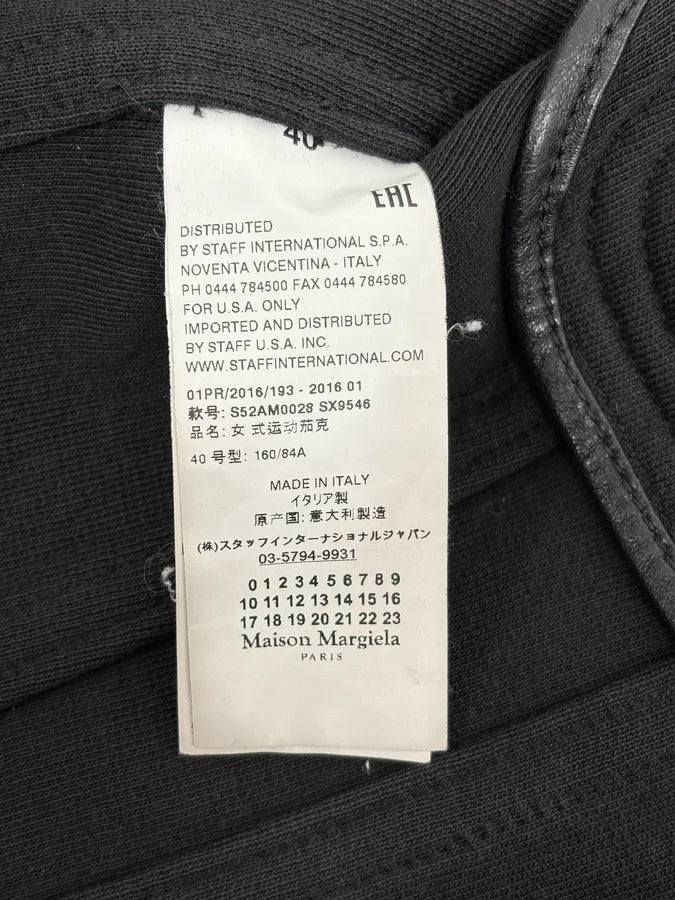 40
EAC
DISTRIBUTED
BY STAFF INTERNATIONAL S.P.A.
NOVENTA VICENTINA - ITALY
PH 0444 784500 FAX 0444 784580
FOR U.S.A. ONLY
IMPORTED AND DISTRIBUTED
BY STAFF U.S.A. INC.
WWW.STAFFINTERNATIONAL.COM
01PR/2016/193 - 2016 01
款号: S52AM0028 SX9546
品名: 女 式运动茄克
40 号型: 160/84A
MADE IN ITALY
イタリア製
原产国: 意大利製造
(株)スタッフインターナショナルジャパン
03-5794-9931
0 1 2 3 4 5 6 7 8 9
10 11 12 13 14 15 16
17 18 19 20 21 22 23
Maison Margiela
PARIS